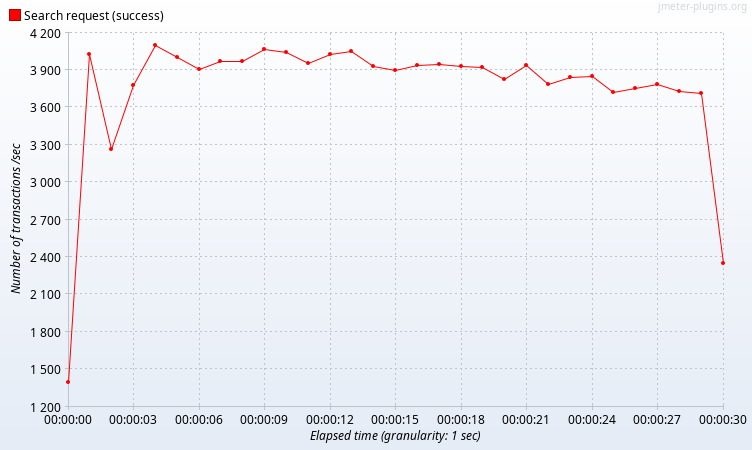 jmeter-plugins.org
Search request (success)
4 200
3 900
3 600
3 300
3 000
2 700
2 400
2 100
1 800
1 500
1 200
Number of transactions /sec
00:00:00 00:00:03 00:00:06 00:00:09 00:00:12 00:00:15 00:00:18 00:00:21 00:00:24 00:00:27 00:00:30
Elapsed time (granularity: 1 sec)